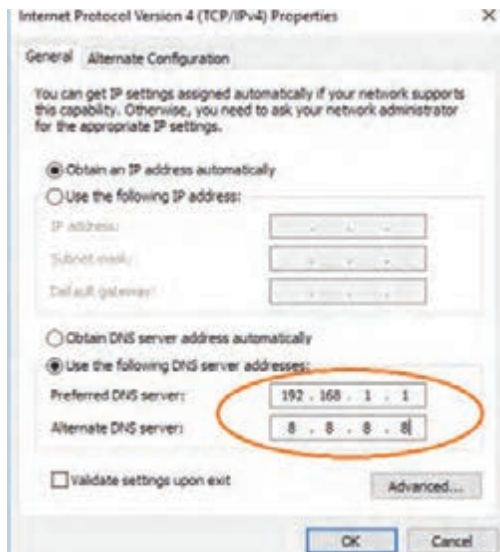 Internet Protocol Version 4 (TCP/IPv4) Properties
General Alternate Configuration
You can get IP settings assigned automatically if your network supports
this capability. Otherwise, you need to ask your network administrator
for the appropriate IP settings.
Obtain an IP address automatically
Use the following IP address:
IP address:
Subnet mask:
Default gateway:
Obtain DNS server address automatically
Use the following DNS server addresses:
Preferred DNS server: 192 . 168 . 1 . 1
Alternate DNS server: 8 . 8 . 8 . 8
Validate settings upon exit Advanced...
OK Cancel